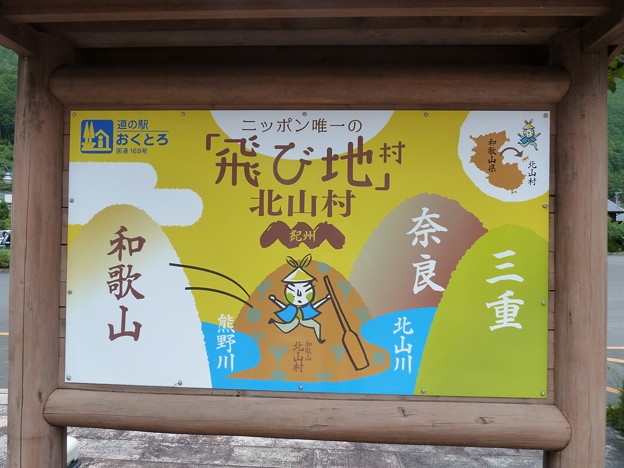 道の駅
おくとろ
国道169号
ニッポン唯一の
「飛び地」村
北山村
紀州
和歌山県
北山村
和歌山
奈良
三重
熊野川
北山川
和歌山
北山村